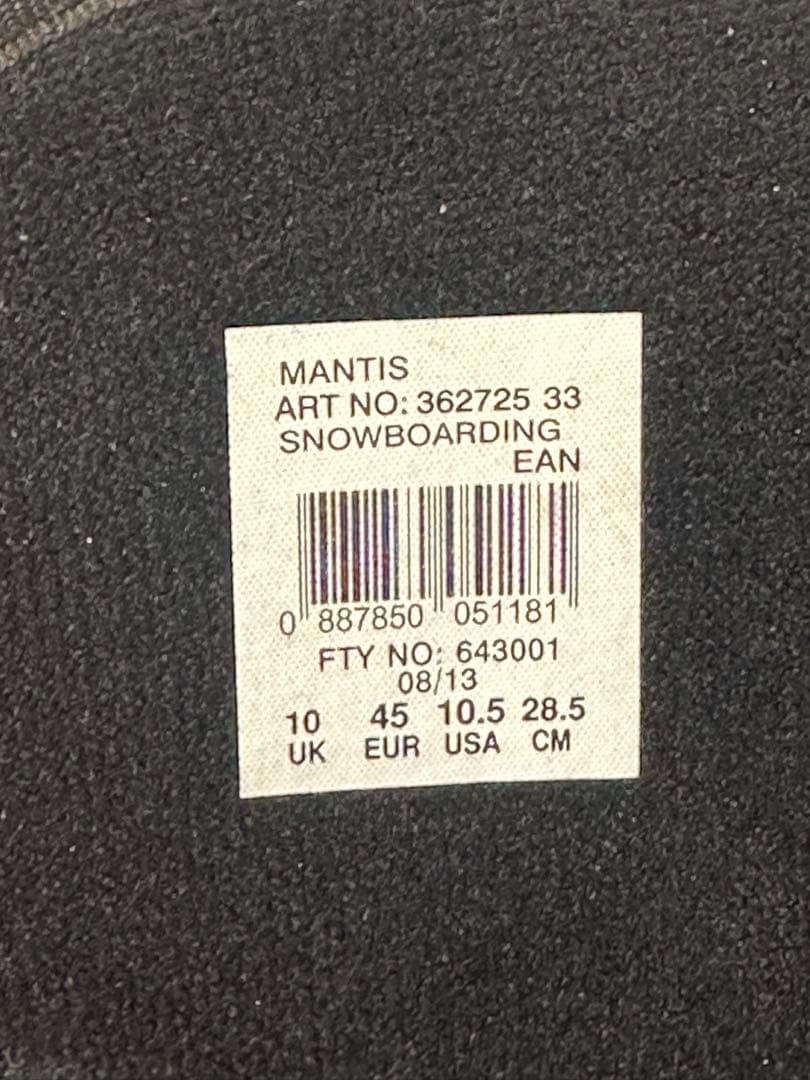 MANTIS
ART NO: 362725 33
SNOWBOARDING
EAN
0 887850 051181
FTY NO: 643001
08/13
10 45 10.5 28.5
UK EUR USA CM